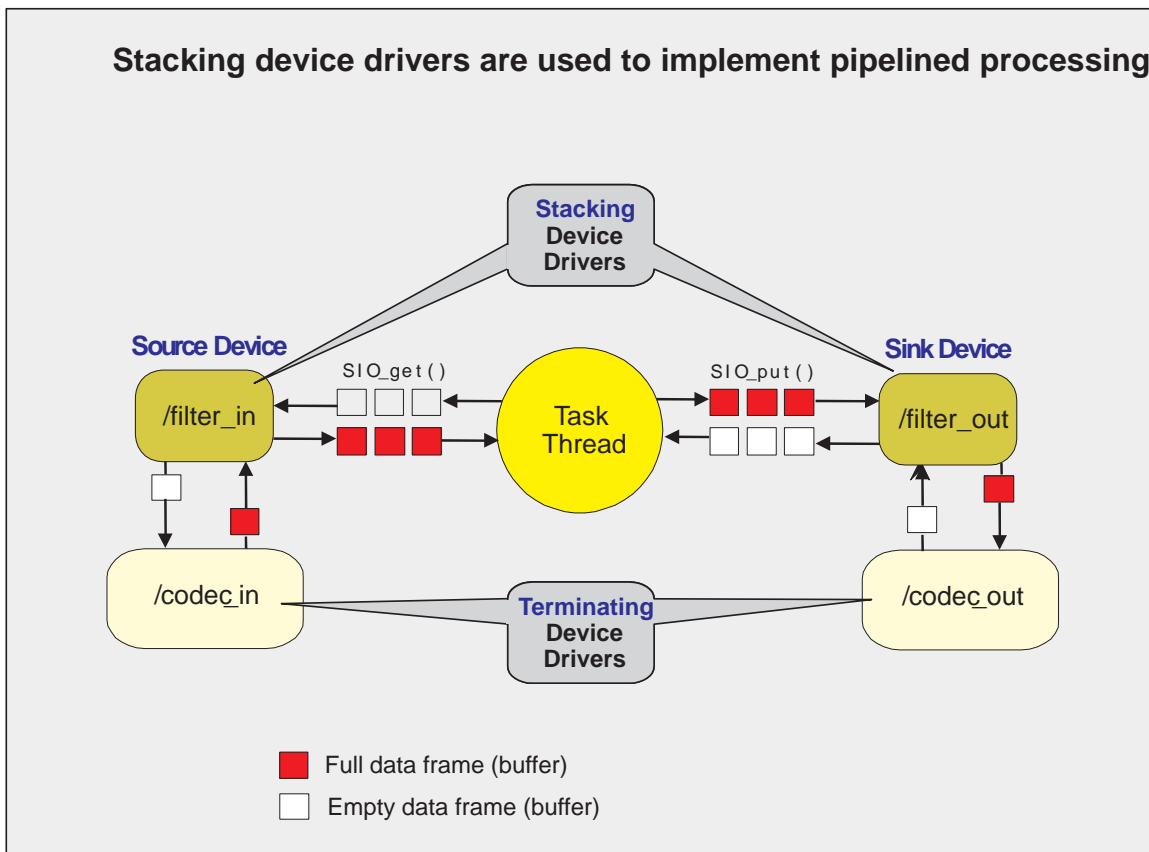 Stacking device drivers are used to implement pipelined processing
Stacking
Device
Drivers
Source Device
Sink Device
SIO_get()
SIO_put()
/filter_in
Task
Thread
/filter_out
/codec_in
Terminating
Device
Drivers
/codec_out
Full data frame (buffer)
Empty data frame (buffer)